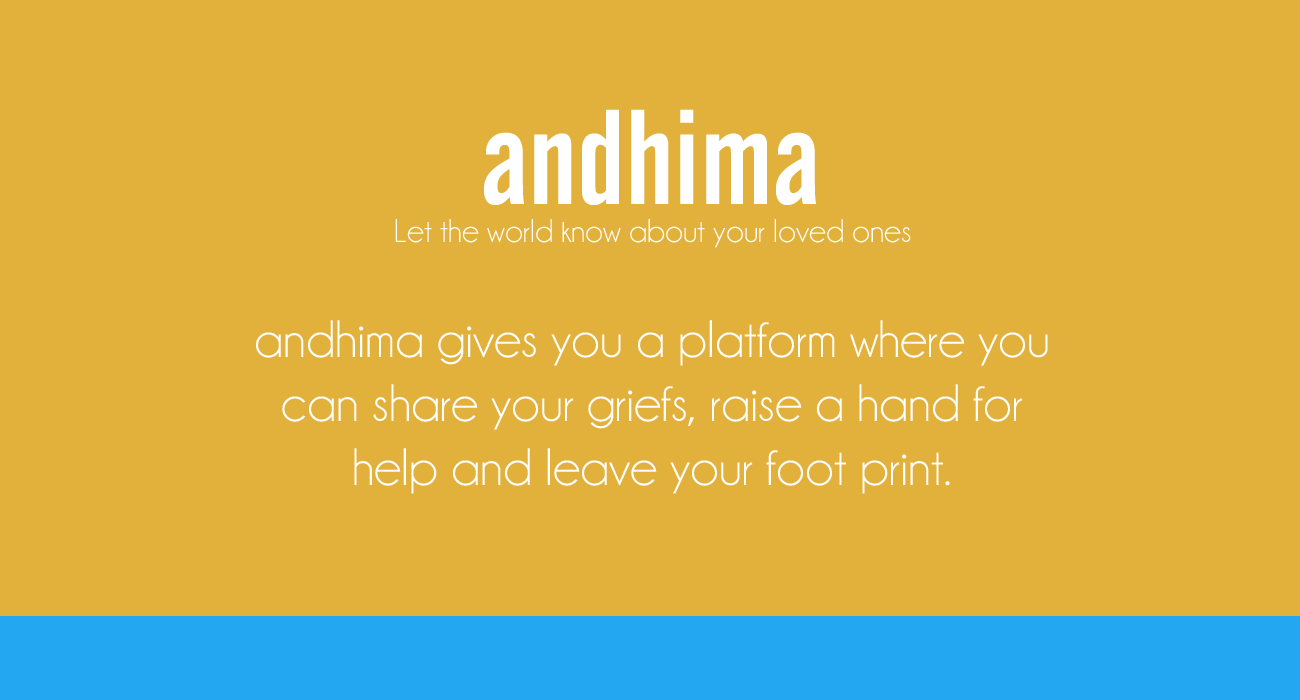 andhima
Let the world know about your loved ones
andhima gives you a platform where you
can share your griefs, raise a hand for
help and leave your foot print.